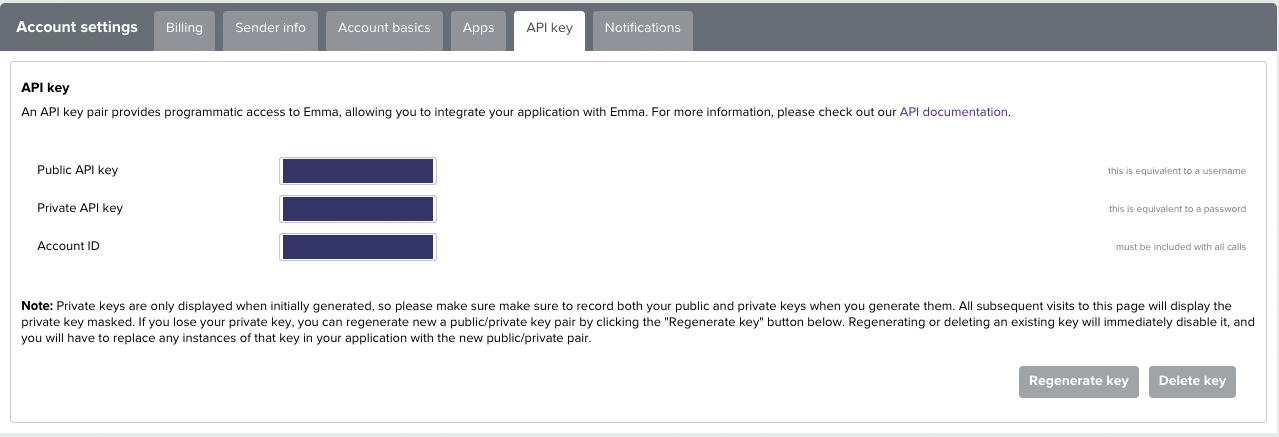 Account settings Billing Sender info Account basics Apps API key Notifications
API key
An API key pair provides programmatic access to Emma, allowing you to integrate your application with Emma. For more information, please check out our API documentation.
Public API key this is equivalent to a username
Private API key this is equivalent to a password
Account ID must be included with all calls
Note: Private keys are only displayed when initially generated, so please make sure make sure to record both your public and private keys when you generate them. All subsequent visits to this page will display the
private key masked. If you lose your private key, you can regenerate new a public/private key pair by clicking the "Regenerate key" button below. Regenerating or deleting an existing key will immediately disable it, and
you will have to replace any instances of that key in your application with the new public/private pair.
Regenerate key Delete key